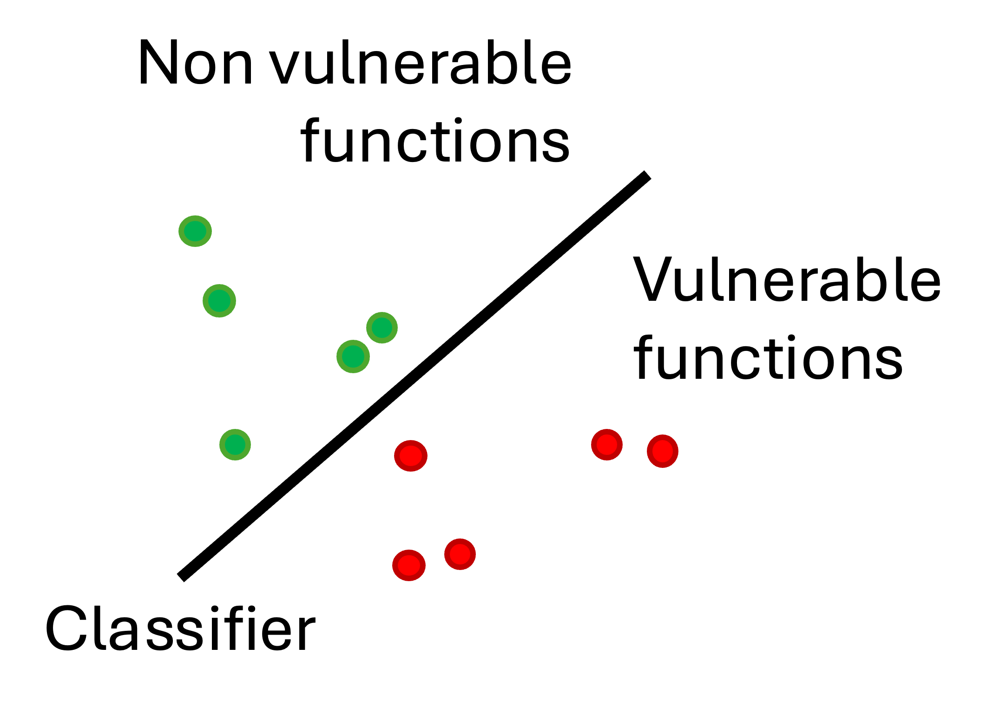 Non vulnerable
functions
Vulnerable
functions
Classifier